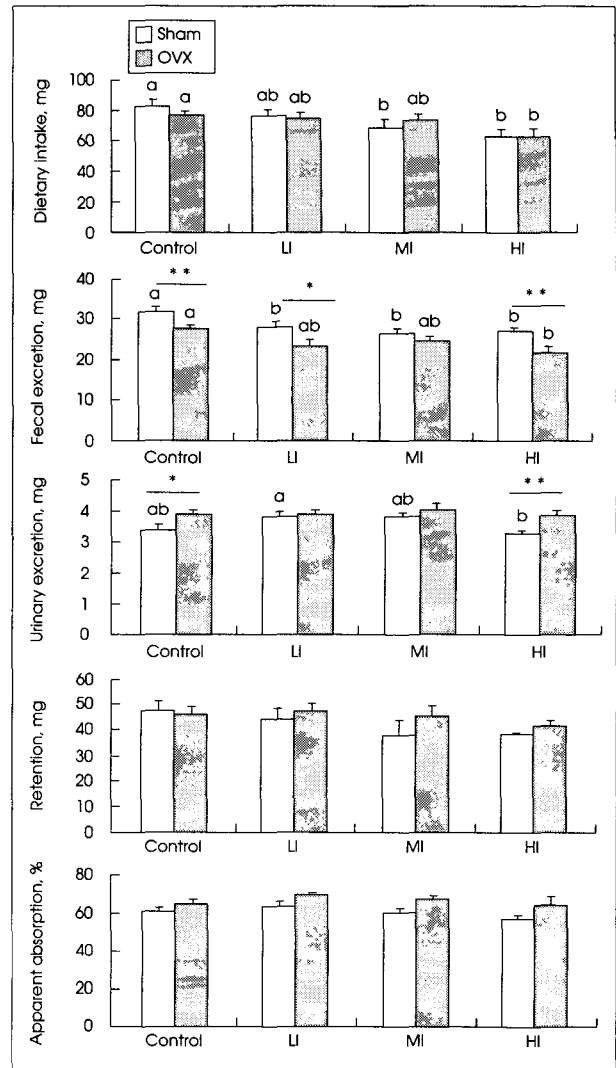 Sham
OVX
Dietary intake, mg
100
80
60
40
20
0
a a ab ab b ab b b
Control LI MI HI
Fecal excretion, mg
40
30
20
10
0
** * **
a a b ab b ab b b
Control LI MI HI
Urinary excretion, mg
5
4
3
2
1
0
* **
ab a ab b
Control LI MI HI
Retention, mg
60
50
40
30
20
10
0
Control LI MI HI
Apparent absorption, %
80
60
40
20
0
Control LI MI HI